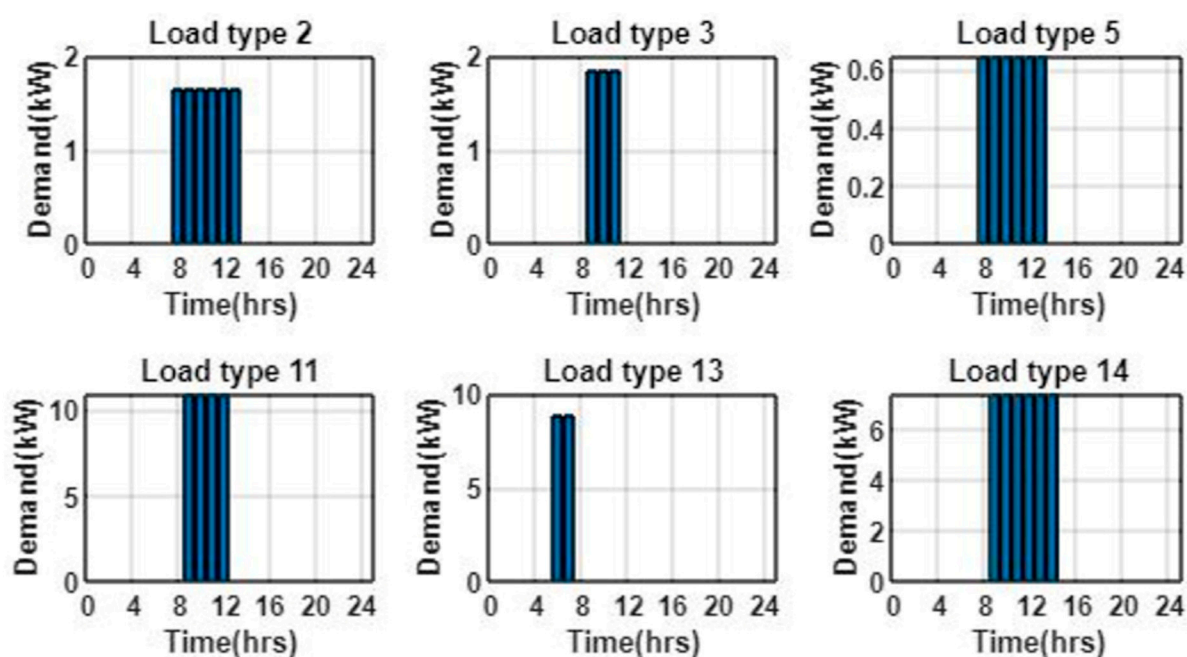 Load type 2
Demand(kW)
2
1
0
0 4 8 12 16 20 24
Time(hrs)
Load type 3
Demand(kW)
2
1
0
0 4 8 12 16 20 24
Time(hrs)
Load type 5
Demand(kW)
0.6
0.4
0.2
0
0 4 8 12 16 20 24
Time(hrs)
Load type 11
Demand(kW)
10
5
0
0 4 8 12 16 20 24
Time(hrs)
Load type 13
Demand(kW)
10
5
0
0 4 8 12 16 20 24
Time(hrs)
Load type 14
Demand(kW)
6
4
2
0
0 4 8 12 16 20 24
Time(hrs)